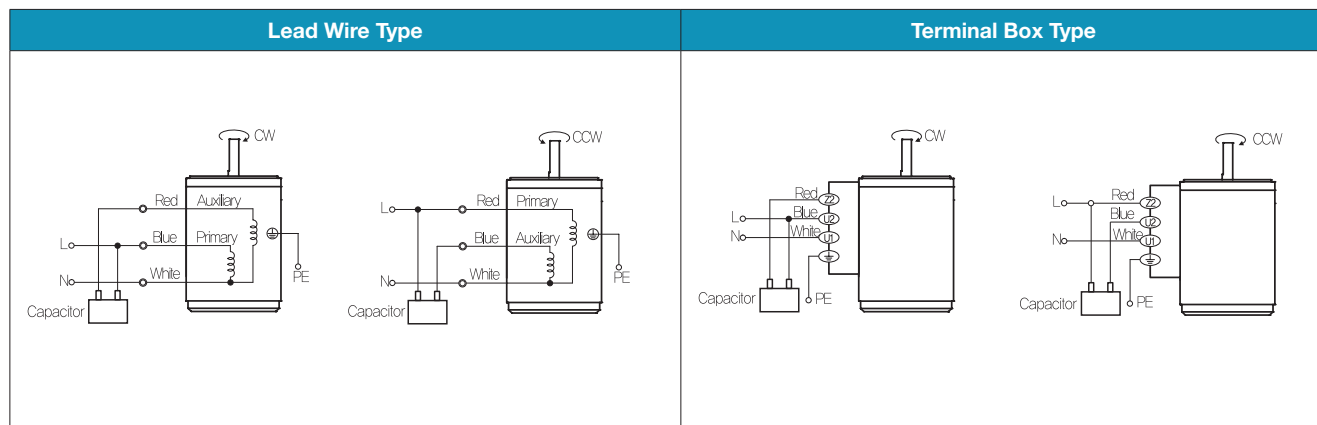 Lead Wire Type
Terminal Box Type
CW
Red Auxiliary
L Blue Primary
N White
PE
Capacitor
CCW
L Red Primary
Blue Auxiliary
N White
PE
Capacitor
CW
Red Z2
L Blue U2
N White U1
Capacitor PE
CCW
L Red Z2
Blue U2
N White U1
Capacitor PE